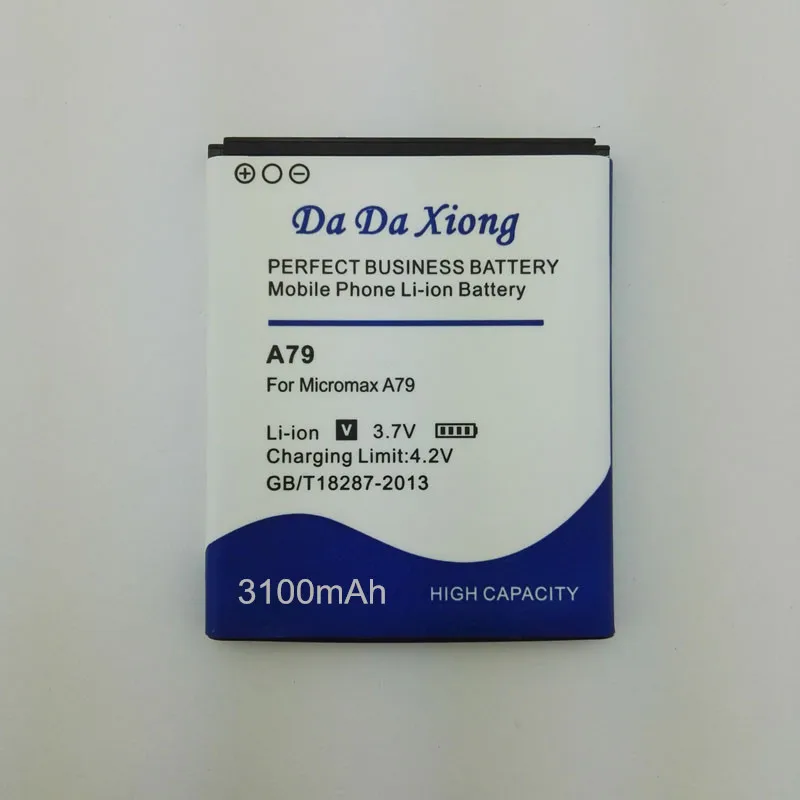 Da Da Xiong
PERFECT BUSINESS BATTERY
Mobile Phone Li-ion Battery
A79
For Micromax A79
Li-ion V 3.7V
Charging Limit:4.2V
GB/T18287-2013
3100mAh HIGH CAPACITY